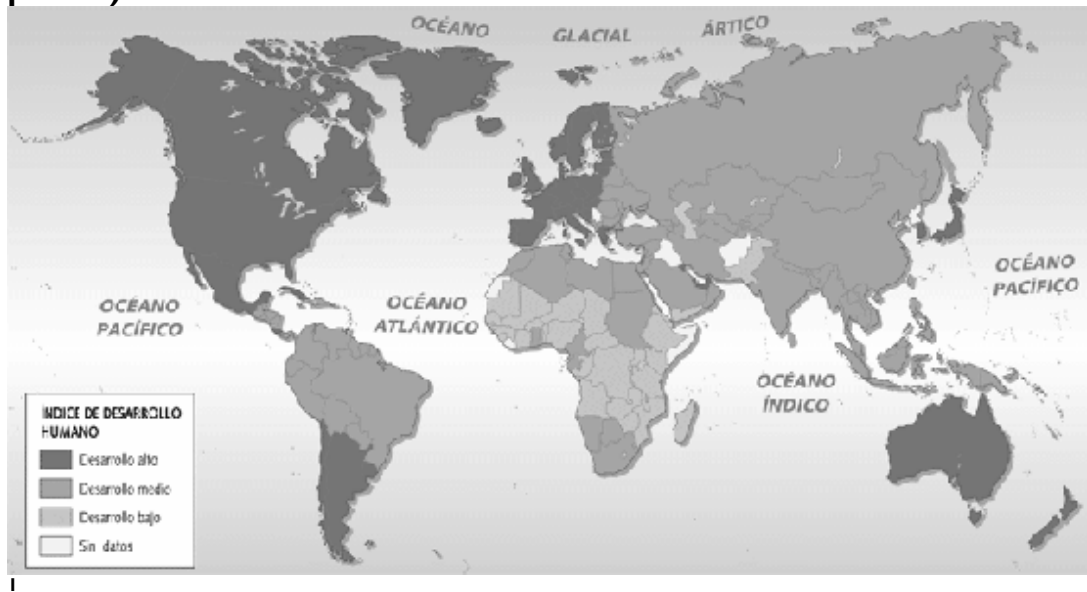 OCÉANO GLACIAL ÁRTICO
OCÉANO
PACÍFICO
OCÉANO
ATLÁNTICO
OCÉANO
PACÍFICO
OCÉANO
ÍNDICO
ÍNDICE DE DESARROLLO
HUMANO
Desarrollo alto
Desarrollo medio
Desarrollo bajo
Sin datos